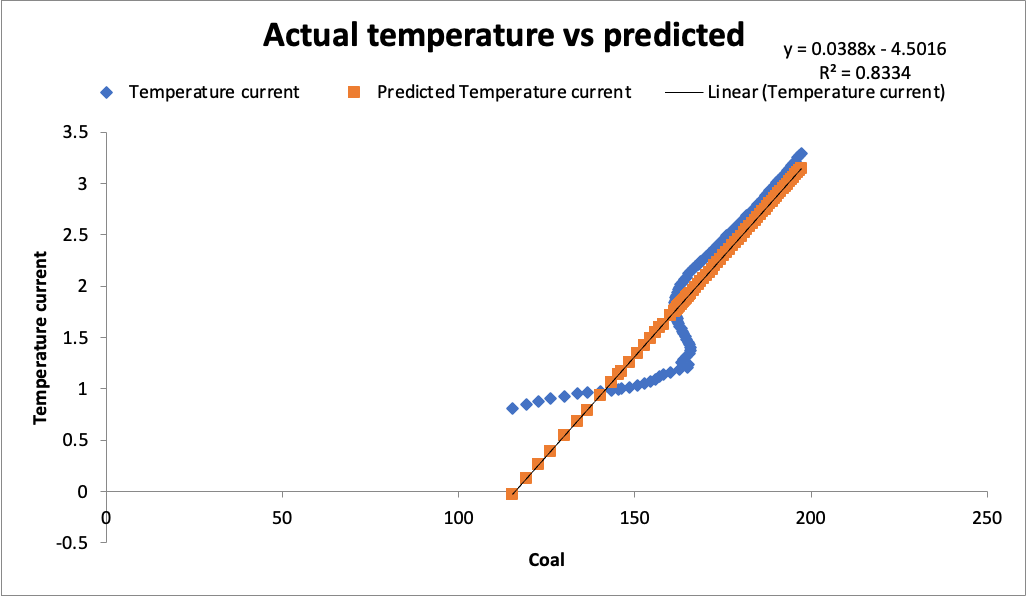 Actual temperature vs predicted
y = 0.0388x - 4.5016
R² = 0.8334
Temperature current
Predicted Temperature current
Linear (Temperature current)
3.5
3
2.5
2
1.5
1
0.5
0
-0.5
0
50
100
150
200
250
Temperature current
Coal